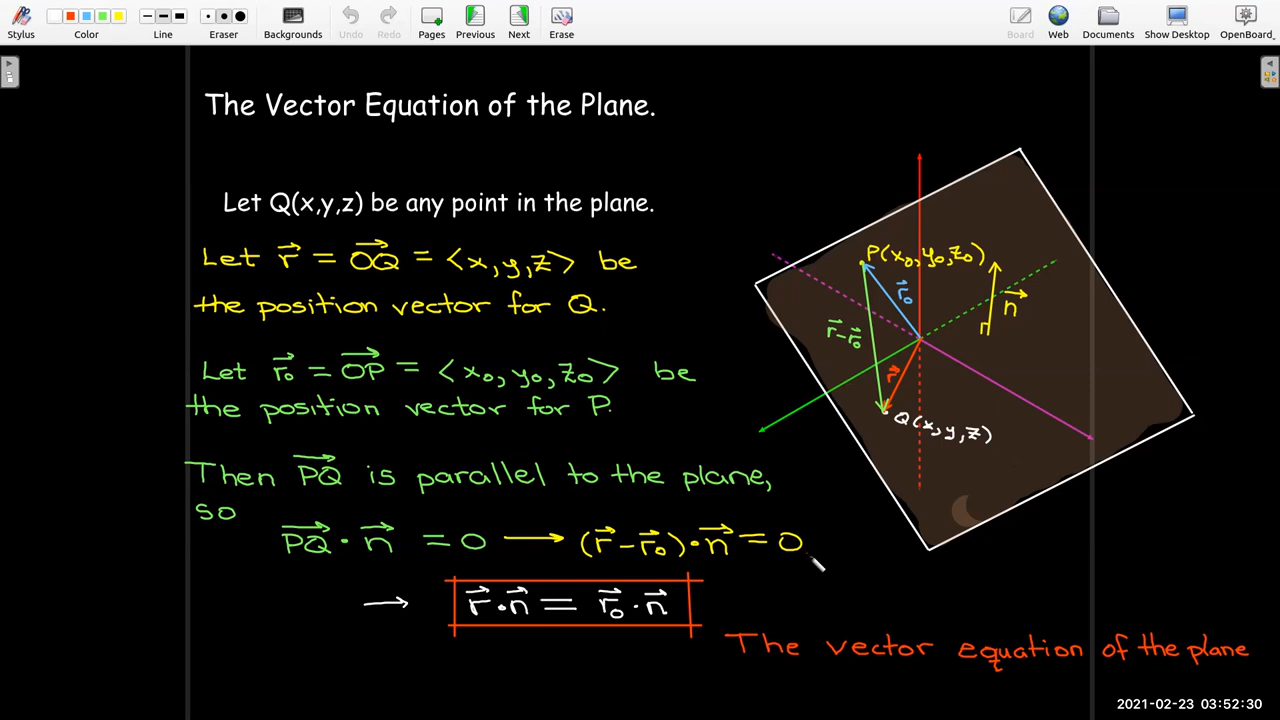 Stylus
Color
Line
Eraser
Backgrounds
Undo
Redo
Pages
Previous
Next
Erase
Board
Web
Documents
Show Desktop
OpenBoard
The Vector Equation of the Plane.
Let Q(x,y,z) be any point in the plane.
Let r⃗ = OQ⃗ = <x,y,z> be
the position vector for Q.
Let r⃗₀ = OP⃗ = <x₀, y₀, z₀> be
the position vector for P.
Then PQ⃗ is parallel to the plane,
so
PQ⃗ · n⃗ = 0 → (r⃗ - r⃗₀) · n⃗ = 0
→ r⃗ · n⃗ = r⃗₀ · n⃗
The vector equation of the plane
P(x₀, y₀, z₀)
r⃗₀
n⃗
r⃗-r⃗₀
r⃗
Q(x,y,z)
2021-02-23 03:52:30